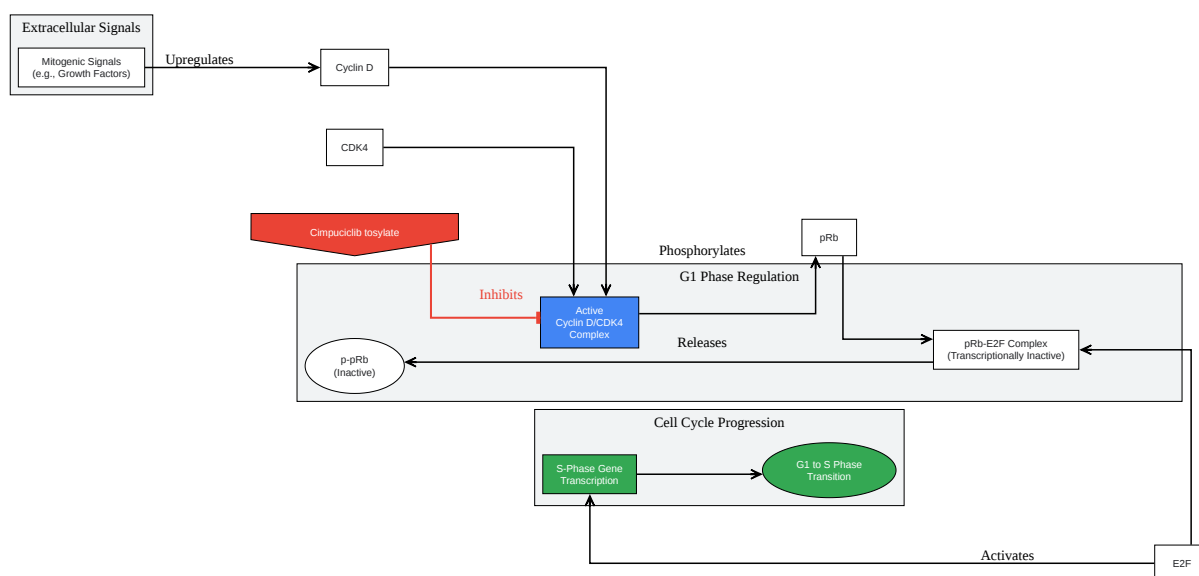 Extracellular Signals
Mitogenic Signals
(e.g., Growth Factors)
Upregulates
Cyclin D
CDK4
Cimpuciclib tosylate
Inhibits
Phosphorylates
pRb
G1 Phase Regulation
Active
Cyclin D/CDK4
Complex
Releases
pRb-E2F Complex
(Transcriptionally Inactive)
p-pRb
(Inactive)
Cell Cycle Progression
S-Phase Gene
Transcription
G1 to S Phase
Transition
Activates
E2F